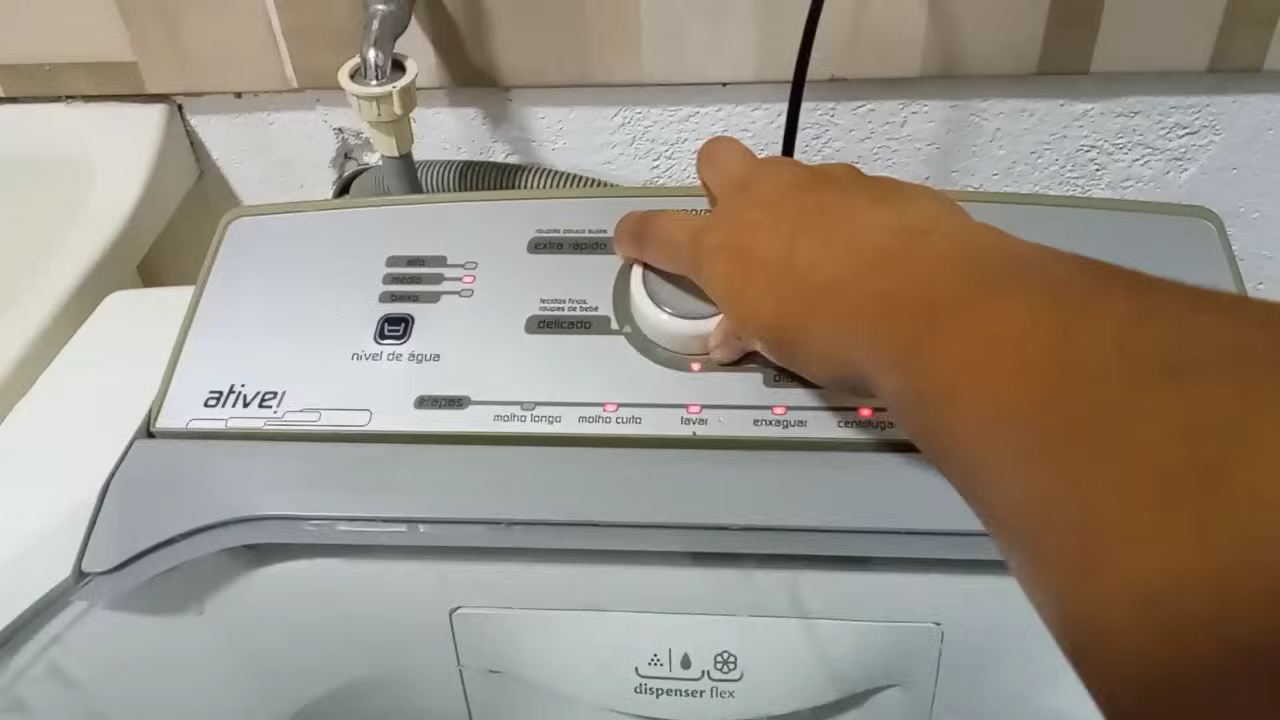 roupas pouco sujas
extra rápido
alto
médio
baixo
tecidos finos,
roupas de bebê
delicado
nível de água
ative!
etapas
molho longo
molho curto
lavar
enxaguar
centrifugar
dispenser flex